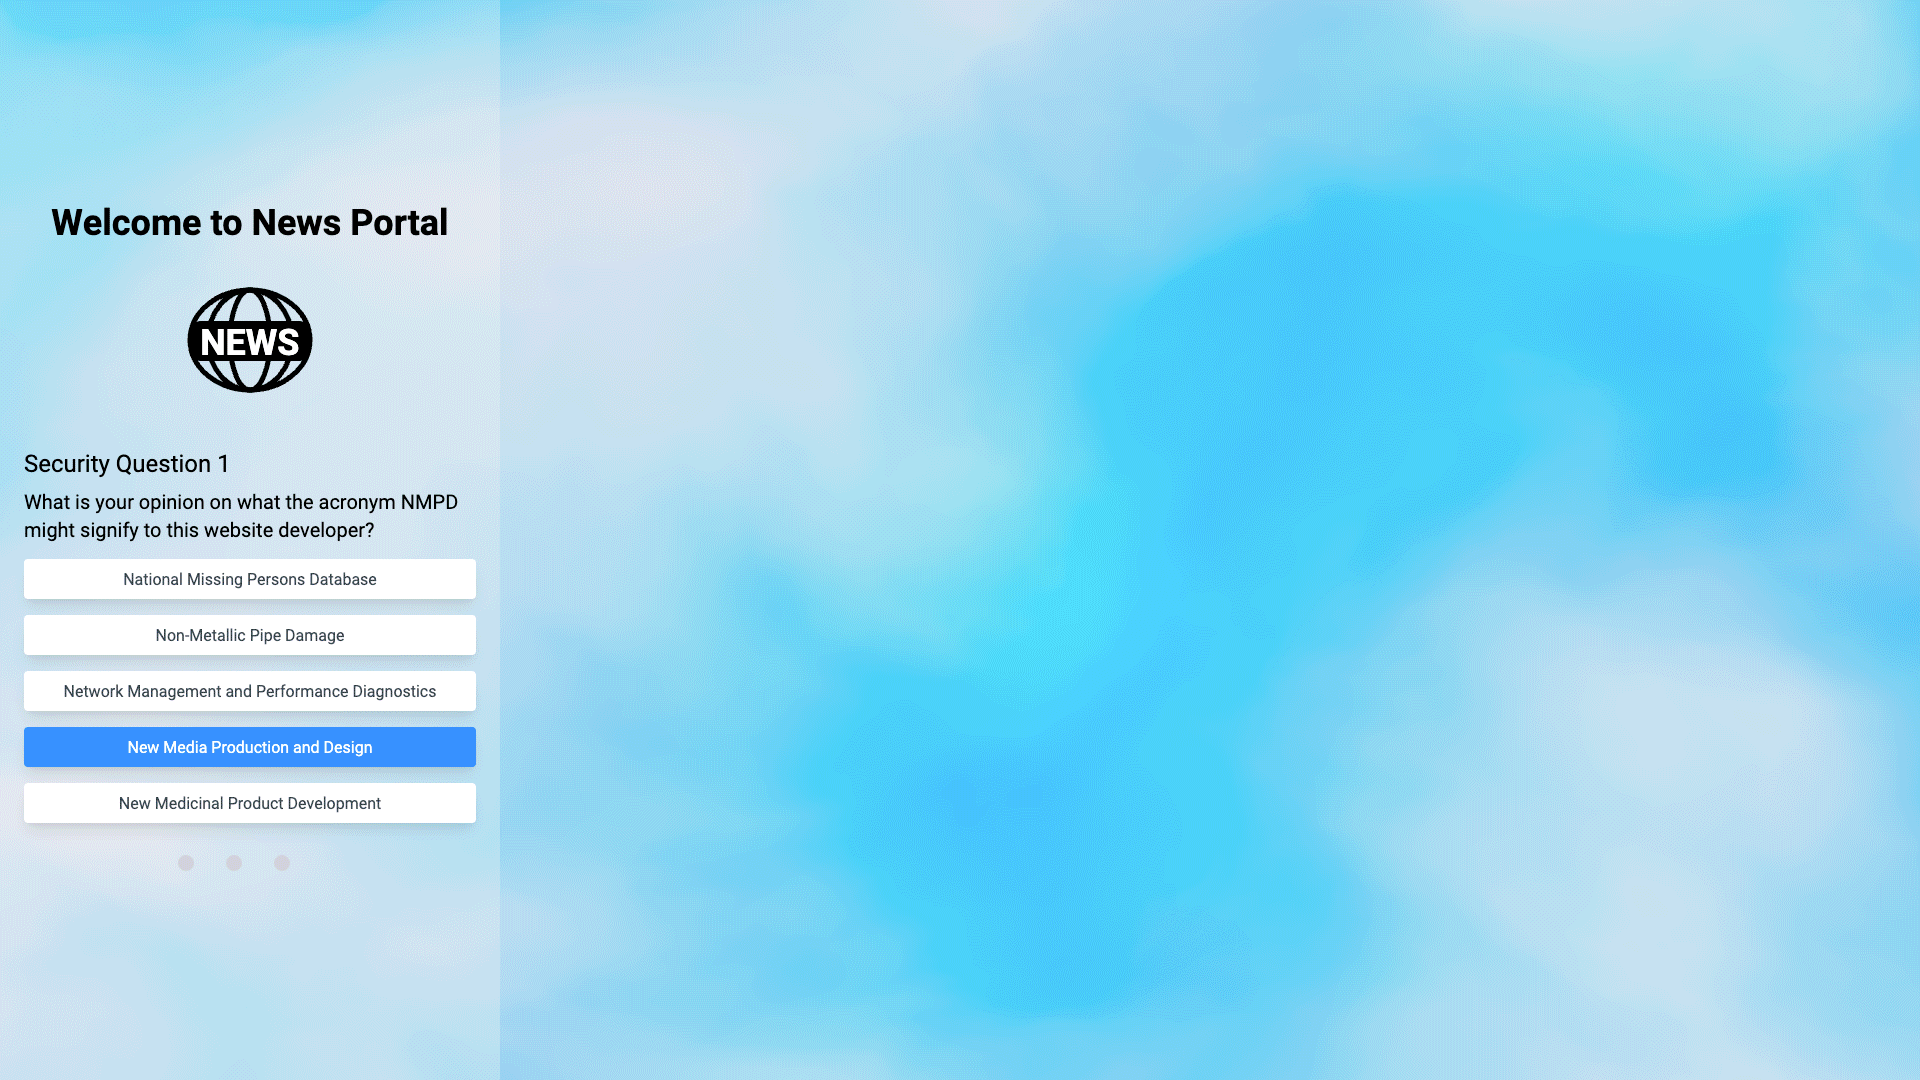 Welcome to News Portal
NEWS
Security Question 1
What is your opinion on what the acronym NMPD
might signify to this website developer?
National Missing Persons Database
Non-Metallic Pipe Damage
Network Management and Performance Diagnostics
New Media Production and Design
New Medicinal Product Development